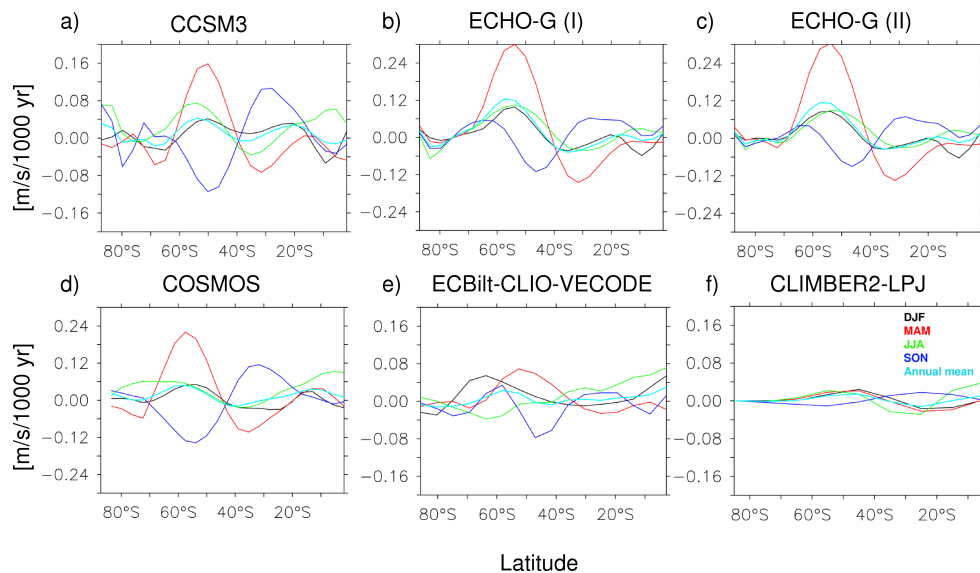 a) CCSM3
b) ECHO-G (I)
c) ECHO-G (II)
[m/s/1000 yr]
0.16
0.08
0.00
−0.08
−0.16
80°S 60°S 40°S 20°S
0.24
0.12
0.00
−0.12
−0.24
80°S 60°S 40°S 20°S
0.24
0.12
0.00
−0.12
−0.24
80°S 60°S 40°S 20°S
d) COSMOS
e) ECBilt-CLIO-VECODE
f) CLIMBER2-LPJ
[m/s/1000 yr]
0.24
0.12
0.00
−0.12
−0.24
80°S 60°S 40°S 20°S
0.16
0.08
0.00
−0.08
−0.16
80°S 60°S 40°S 20°S
0.16
0.08
0.00
−0.08
−0.16
80°S 60°S 40°S 20°S
DJF
MAM
JJA
SON
Annual mean
Latitude